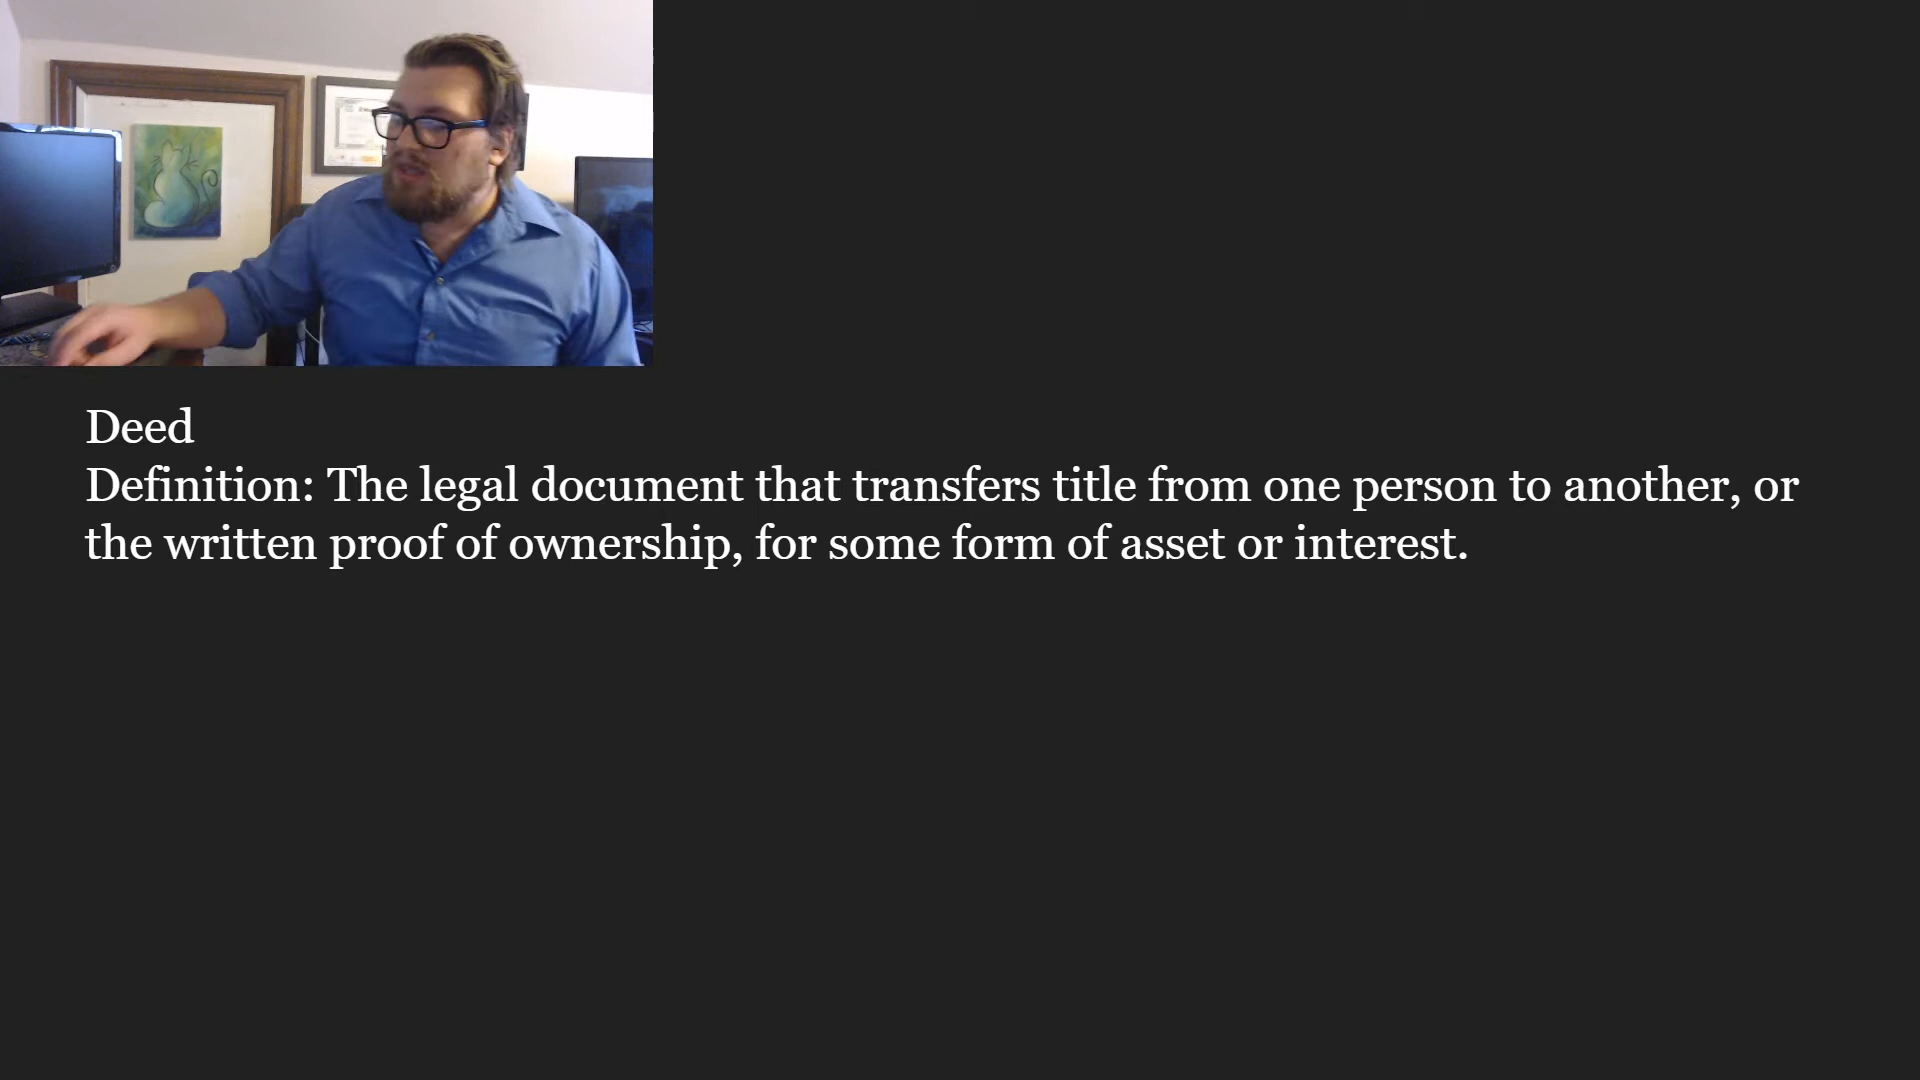 Deed
Definition: The legal document that transfers title from one person to another, or
the written proof of ownership, for some form of asset or interest.